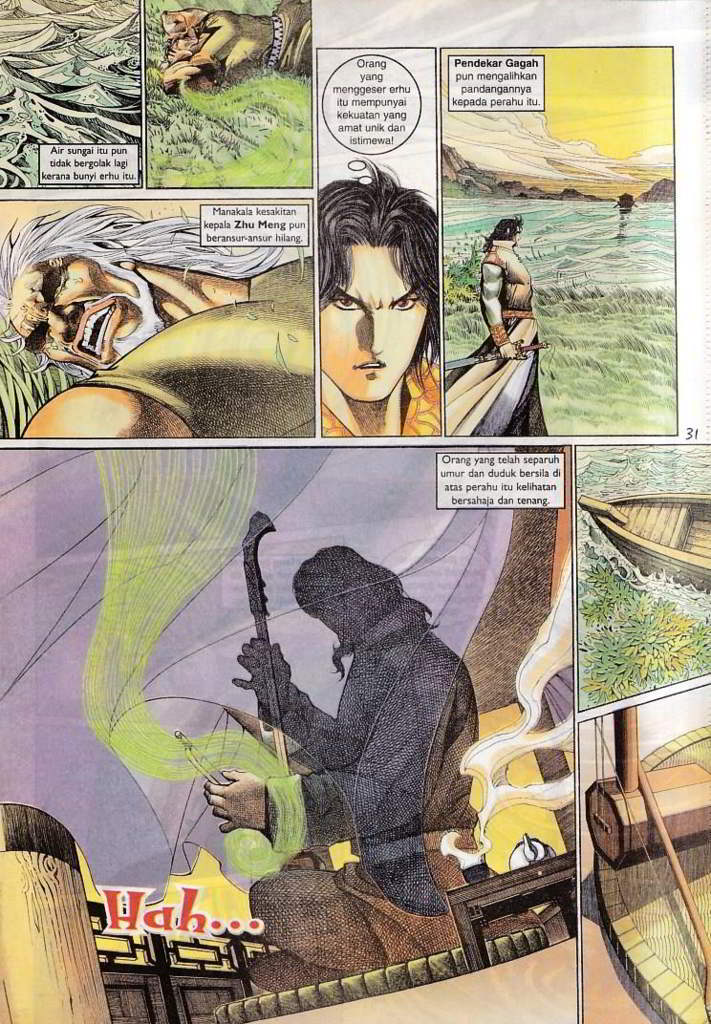 Air sungai itu pun
tidak bergolak lagi
kerana bunyi erhu itu.
Manakala kesakitan
kepala Zhu Meng pun
beransur-ansur hilang.
Orang
yang
menggeser erhu
itu mempunyai
kekuatan yang
amat unik dan
istimewa!
Pendekar Gagah
pun mengalihkan
pandangannya
kepada perahu itu.
31
Orang yang telah separuh
umur dan duduk bersila di
atas perahu itu kelihatan
bersahaja dan tenang.
Hah...